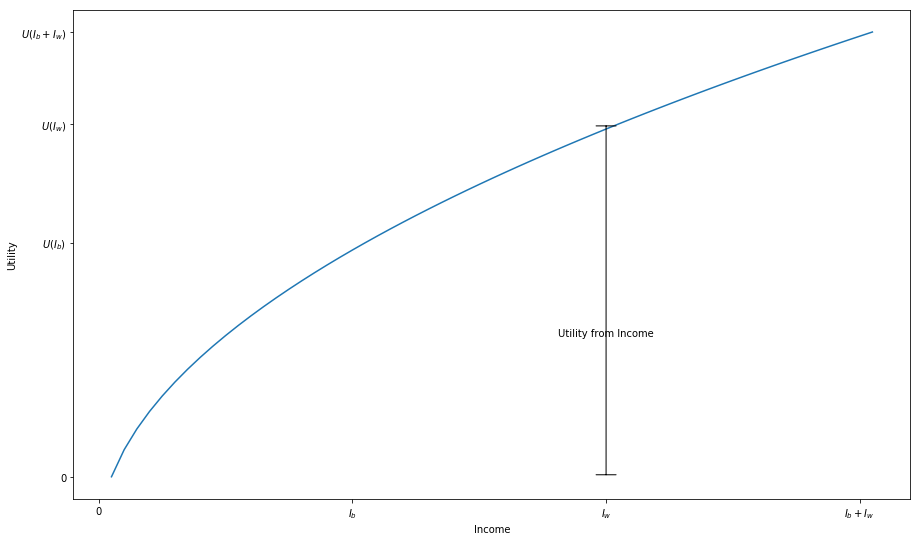 U(I_b + I_w)
U(I_w)
U(I_b)
0
Utility
Utility from Income
0
I_b
I_w
I_b + I_w
Income